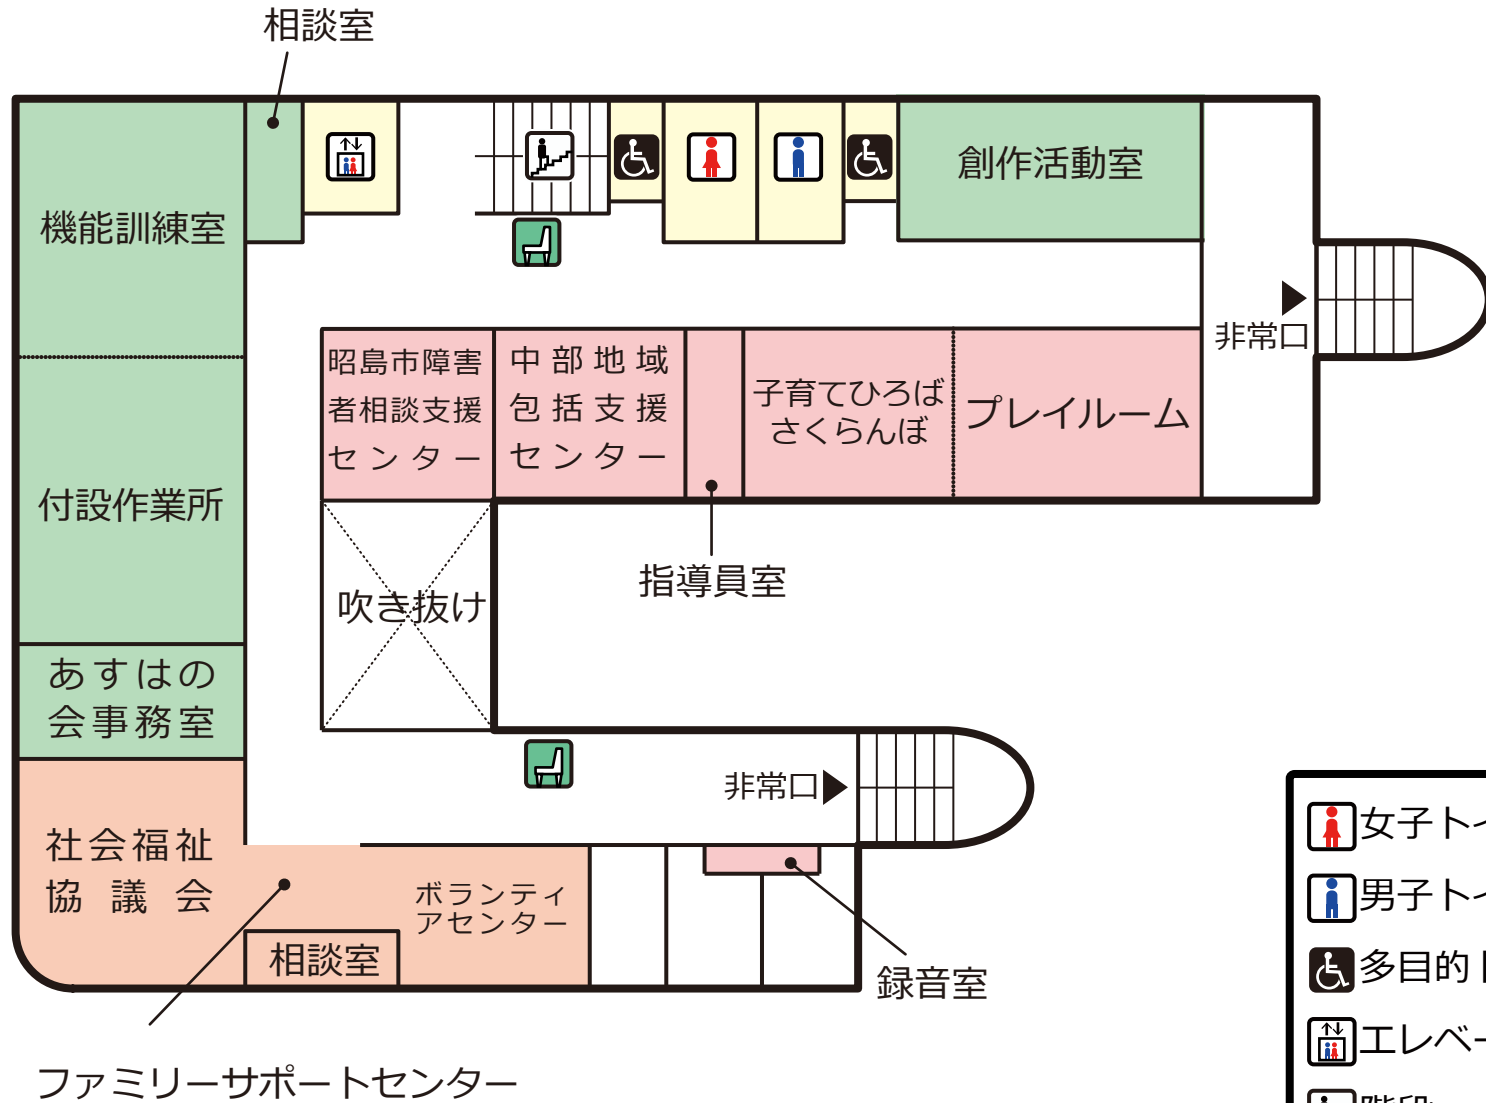 相談室
機能訓練室
創作活動室
非常口
昭島市障害
者相談支援
センター
中部地域
包括支援
センター
子育てひろば
さくらんぼ
プレイルーム
付設作業所
指導員室
吹き抜け
あすはの
会事務室
非常口
社会福祉
協議会
ボランティ
アセンター
相談室
録音室
ファミリーサポートセンター
女子ト
男子ト
多目的
エレベー
階段